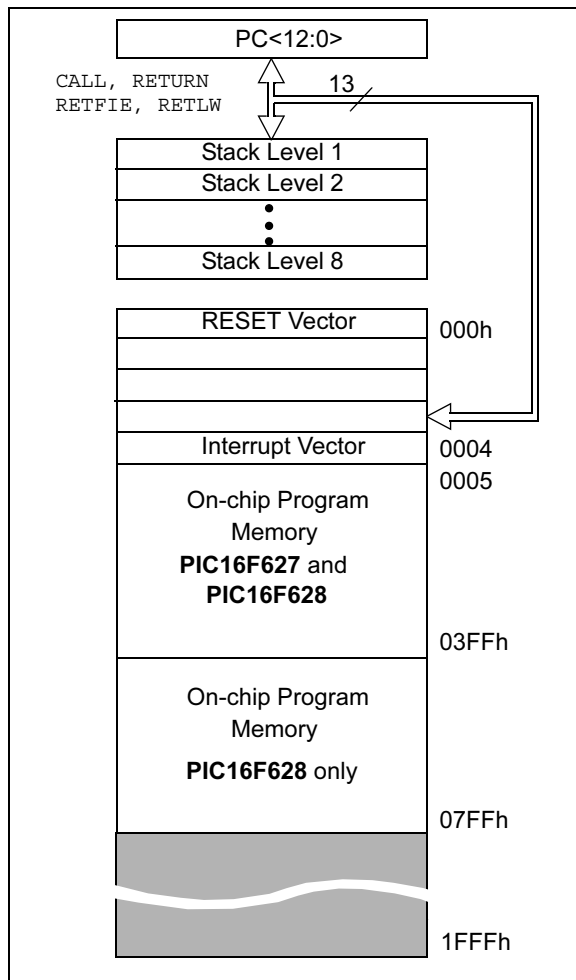 PC<12:0>
CALL, RETURN
RETFIE, RETLW
13
Stack Level 1
Stack Level 2
Stack Level 8
RESET Vector
000h
Interrupt Vector
0004
0005
On-chip Program
Memory
PIC16F627 and
PIC16F628
03FFh
On-chip Program
Memory
PIC16F628 only
07FFh
1FFFh